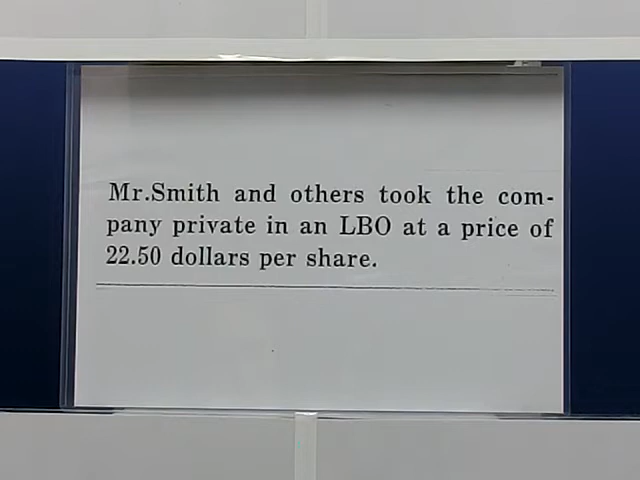 Mr.Smith and others took the com-
pany private in an LBO at a price of
22.50 dollars per share.